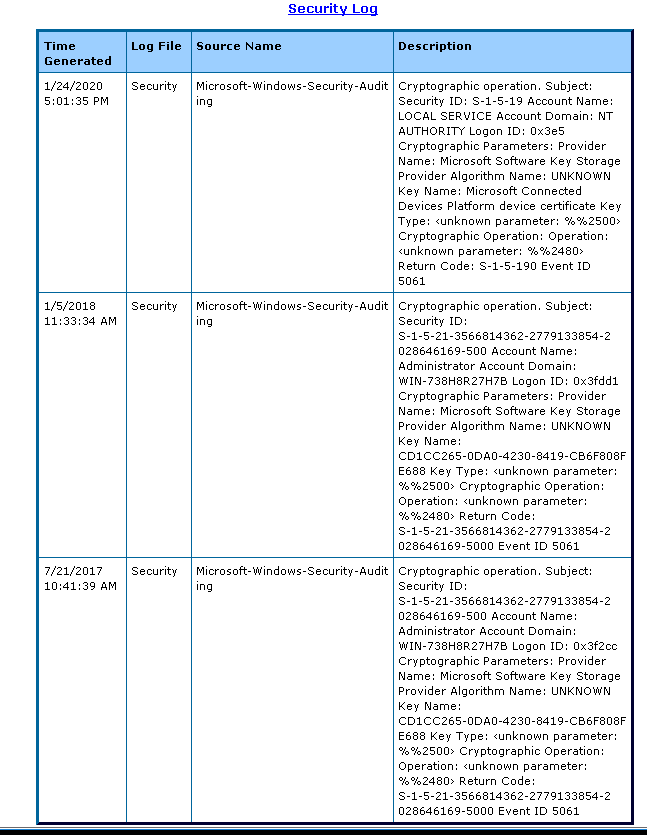 Security Log
Time Generated
Log File
Source Name
Description
1/24/2020
5:01:35 PM
Security
Microsoft-Windows-Security-Audit
ing
Cryptographic operation. Subject:
Security ID: S-1-5-19 Account Name:
LOCAL SERVICE Account Domain: NT
AUTHORITY Logon ID: 0x3e5
Cryptographic Parameters: Provider
Name: Microsoft Software Key Storage
Provider Algorithm Name: UNKNOWN
Key Name: Microsoft Connected
Devices Platform device certificate Key
Type: <unknown parameter: %%2500>
Cryptographic Operation: Operation:
<unknown parameter: %%2480>
Return Code: S-1-5-190 Event ID
5061
1/5/2018
11:33:34 AM
Security
Microsoft-Windows-Security-Audit
ing
Cryptographic operation. Subject:
Security ID:
S-1-5-21-3566814362-2779133854-2
028646169-500 Account Name:
Administrator Account Domain:
WIN-738H8R27H7B Logon ID: 0x3fdd1
Cryptographic Parameters: Provider
Name: Microsoft Software Key Storage
Provider Algorithm Name: UNKNOWN
Key Name:
CD1CC265-0DA0-4230-8419-CB6F808F
E688 Key Type: <unknown parameter:
%%2500> Cryptographic Operation:
Operation: <unknown parameter:
%%2480> Return Code:
S-1-5-21-3566814362-2779133854-2
028646169-5000 Event ID 5061
7/21/2017
10:41:39 AM
Security
Microsoft-Windows-Security-Audit
ing
Cryptographic operation. Subject:
Security ID:
S-1-5-21-3566814362-2779133854-2
028646169-500 Account Name:
Administrator Account Domain:
WIN-738H8R27H7B Logon ID: 0x3f2cc
Cryptographic Parameters: Provider
Name: Microsoft Software Key Storage
Provider Algorithm Name: UNKNOWN
Key Name:
CD1CC265-0DA0-4230-8419-CB6F808F
E688 Key Type: <unknown parameter:
%%2500> Cryptographic Operation:
Operation: <unknown parameter:
%%2480> Return Code:
S-1-5-21-3566814362-2779133854-2
028646169-5000 Event ID 5061